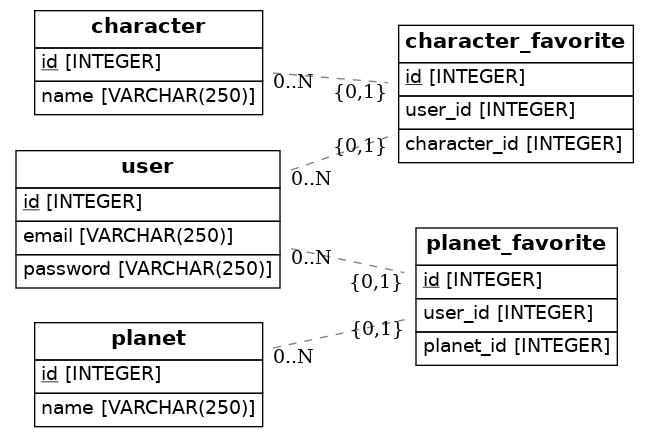 character
id [INTEGER]
name [VARCHAR(250)]
0..N
{0,1}
character_favorite
id [INTEGER]
user_id [INTEGER]
character_id [INTEGER]
user
id [INTEGER]
email [VARCHAR(250)]
password [VARCHAR(250)]
0..N
{0,1}
0..N
{0,1}
planet_favorite
id [INTEGER]
user_id [INTEGER]
planet_id [INTEGER]
planet
id [INTEGER]
name [VARCHAR(250)]
0..N
{0,1}